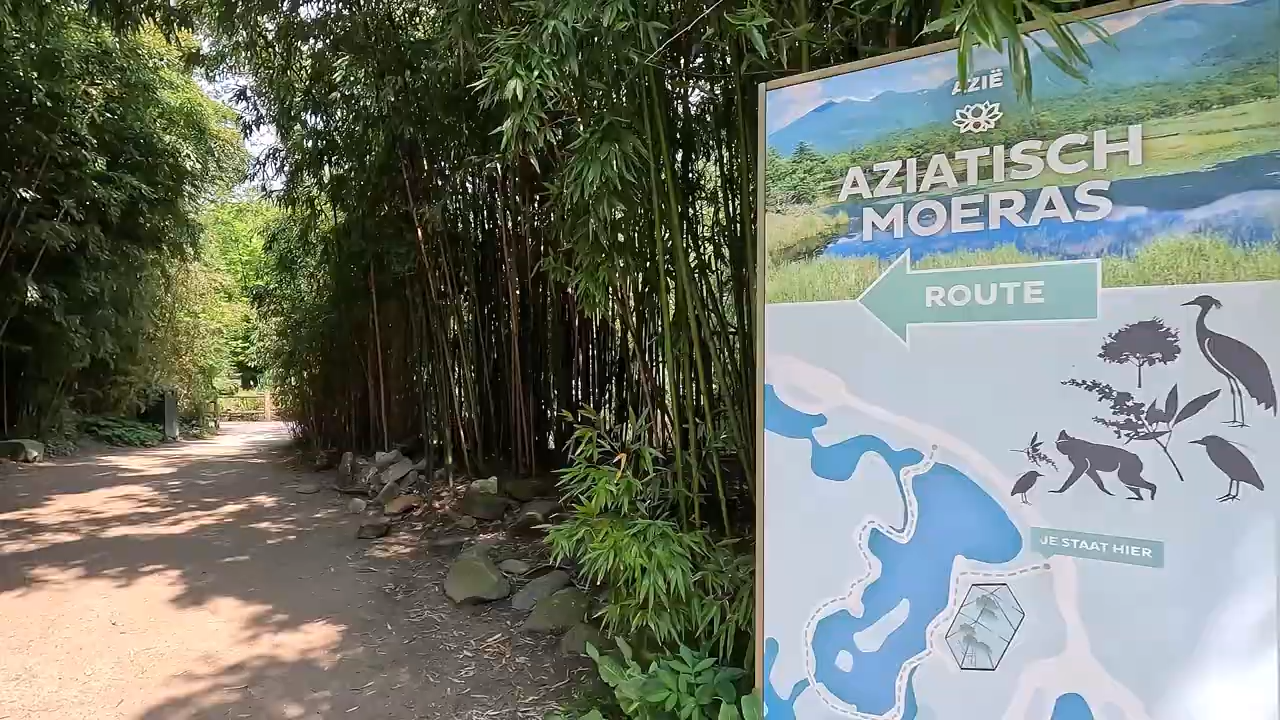 AZIË
AZIATISCH
MOERAS
ROUTE
JE STAAT HIER